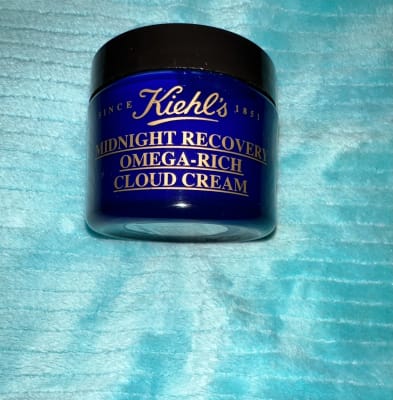 SINCE Kiehl's 1851
MIDNIGHT RECOVERY
OMEGA-RICH
CLOUD CREAM